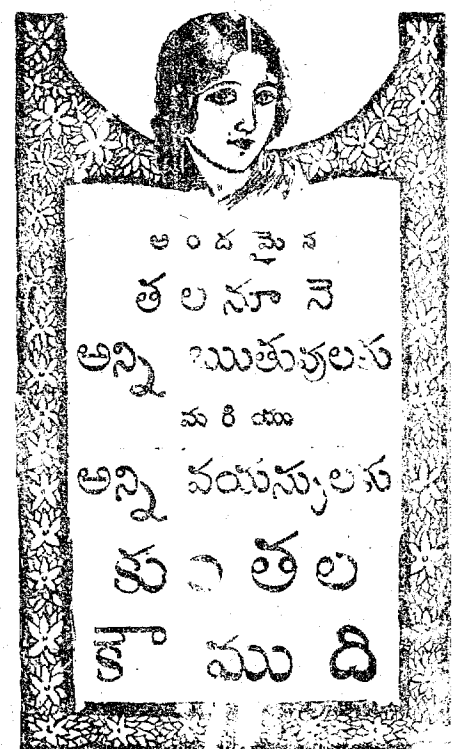 అందమైన
తలనూనె
అన్ని ఋతువులకు
మరియు
అన్ని వయస్సులకు
కుంతల
కౌముది